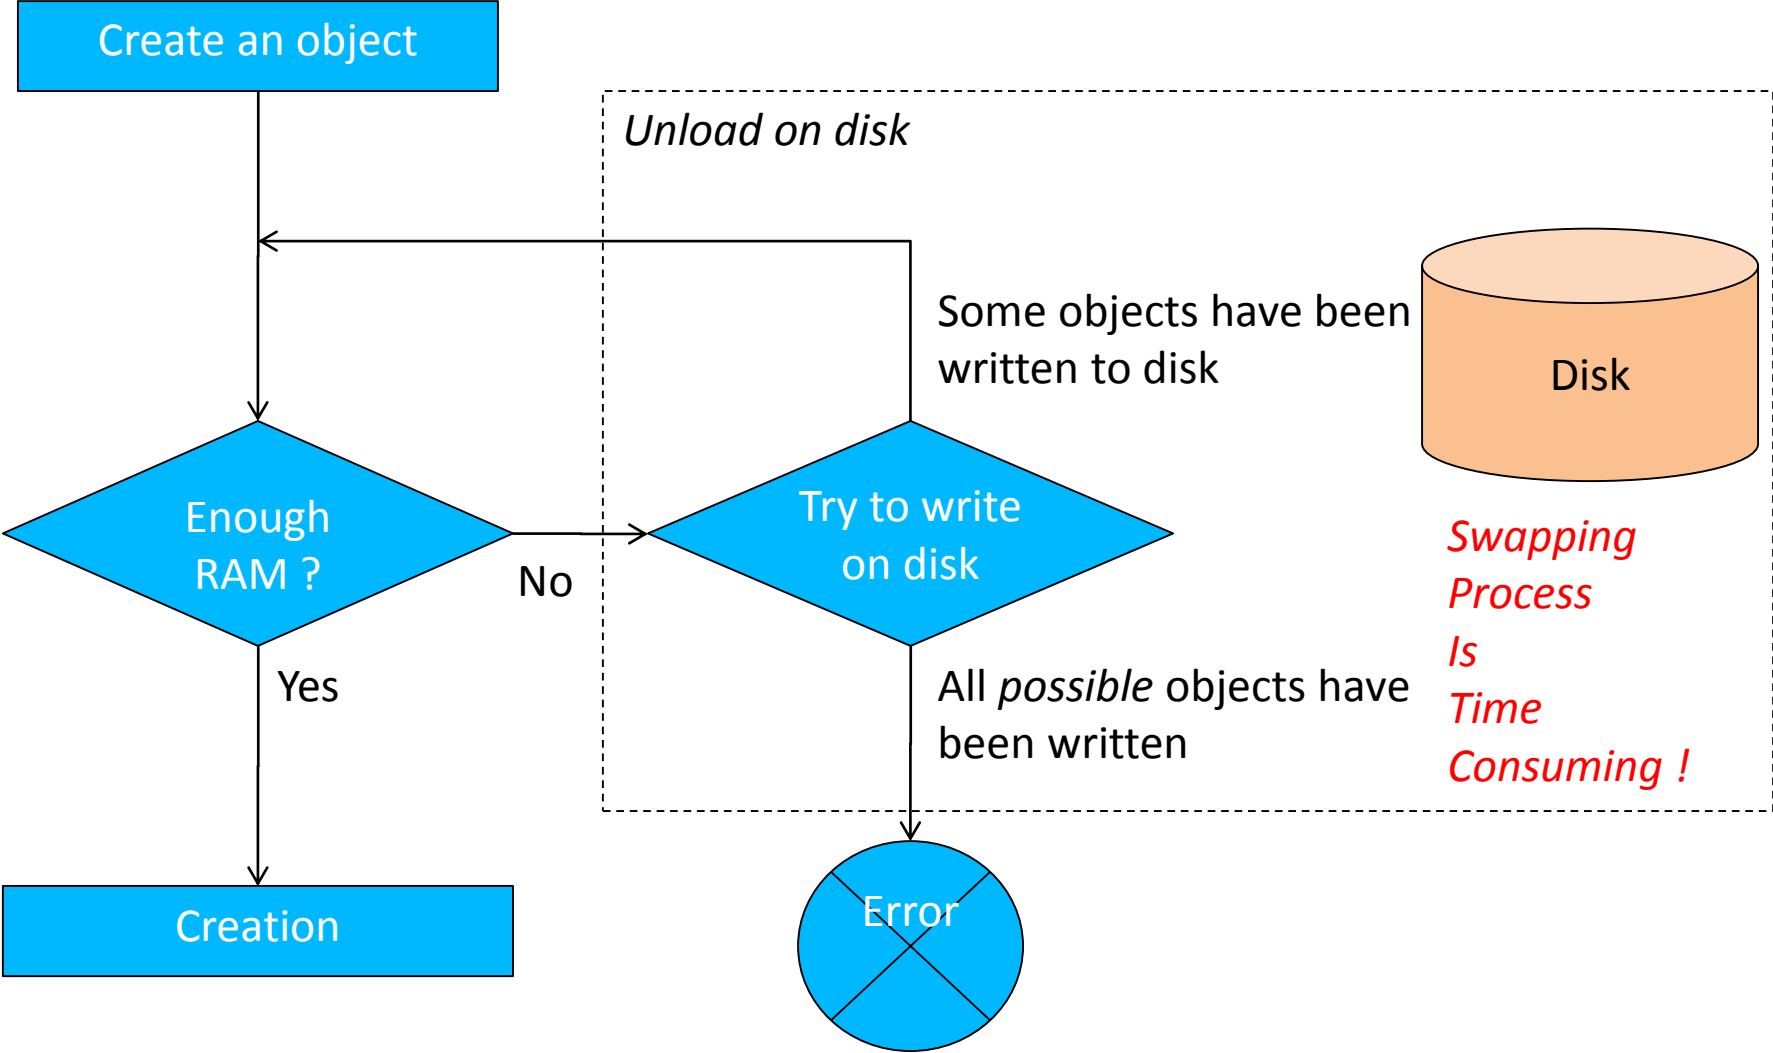 Create an object
Unload on disk
Some objects have been
written to disk
Disk
Enough
RAM ?
No
Try to write
on disk
Swapping
Process
Is
Time
Consuming !
Yes
All possible objects have
been written
Creation
Error